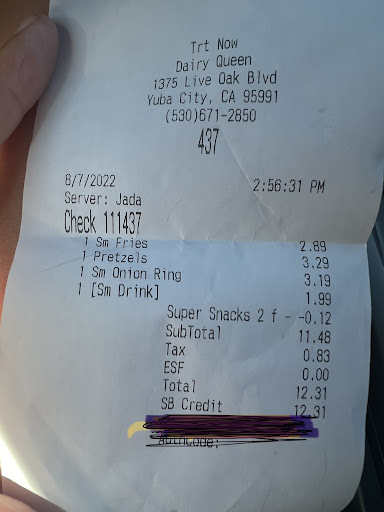 Trt Now
Dairy Queen
1375 Live Oak Blvd
Yuba City, CA 95991
(530)671-2850
437
8/7/2022 2:56:31 PM
Server: Jada
Check 111437
1 Sm Fries 2.89
1 Pretzels 3.29
1 Sm Onion Ring 3.19
1 [Sm Drink] 1.99
Super Snacks 2 f - -0.12
SubTotal 11.48
Tax 0.83
ESF 0.00
Total 12.31
SB Credit 12.31
AuthCode: